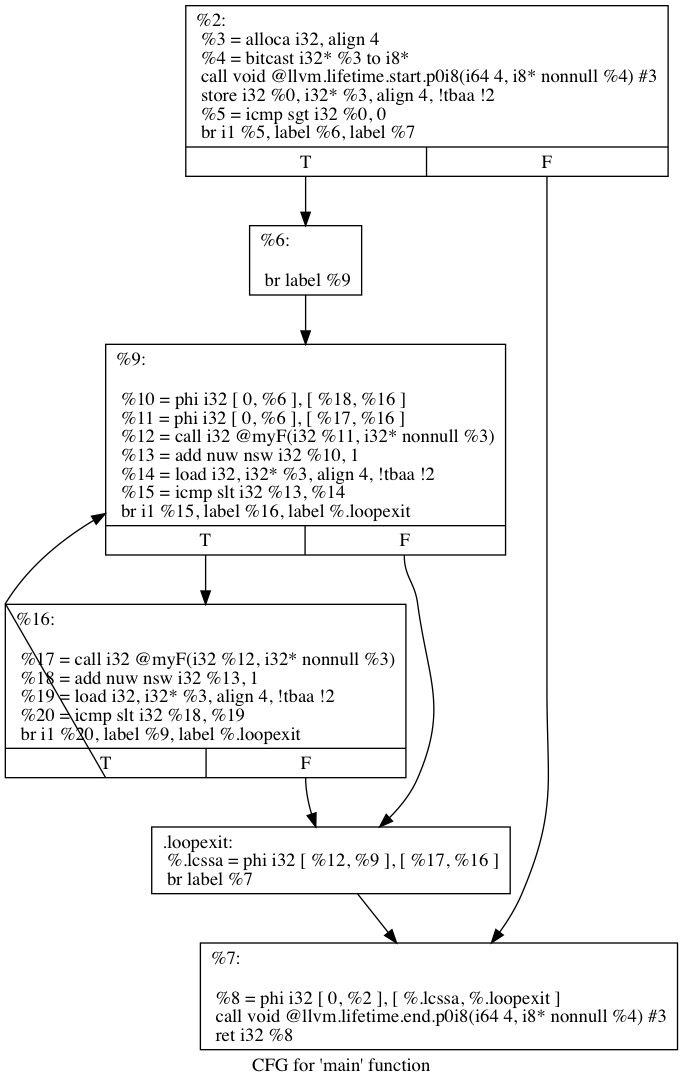 %2:
%3 = alloca i32, align 4
%4 = bitcast i32* %3 to i8*
call void @llvm.lifetime.start.p0i8(i64 4, i8* nonnull %4) #3
store i32 %0, i32* %3, align 4, !tbaa !2
%5 = icmp sgt i32 %0, 0
br i1 %5, label %6, label %7
T F
%6:
br label %9
%9:
%10 = phi i32 [ 0, %6 ], [ %18, %16 ]
%11 = phi i32 [ 0, %6 ], [ %17, %16 ]
%12 = call i32 @myF(i32 %11, i32* nonnull %3)
%13 = add nuw nsw i32 %10, 1
%14 = load i32, i32* %3, align 4, !tbaa !2
%15 = icmp slt i32 %13, %14
br i1 %15, label %16, label %.loopexit
T F
%16:
%17 = call i32 @myF(i32 %12, i32* nonnull %3)
%18 = add nuw nsw i32 %13, 1
%19 = load i32, i32* %3, align 4, !tbaa !2
%20 = icmp slt i32 %18, %19
br i1 %20, label %9, label %.loopexit
T F
.loopexit:
%.lcssa = phi i32 [ %12, %9 ], [ %17, %16 ]
br label %7
%7:
%8 = phi i32 [ 0, %2 ], [ %.lcssa, %.loopexit ]
call void @llvm.lifetime.end.p0i8(i64 4, i8* nonnull %4) #3
ret i32 %8
CFG for 'main' function